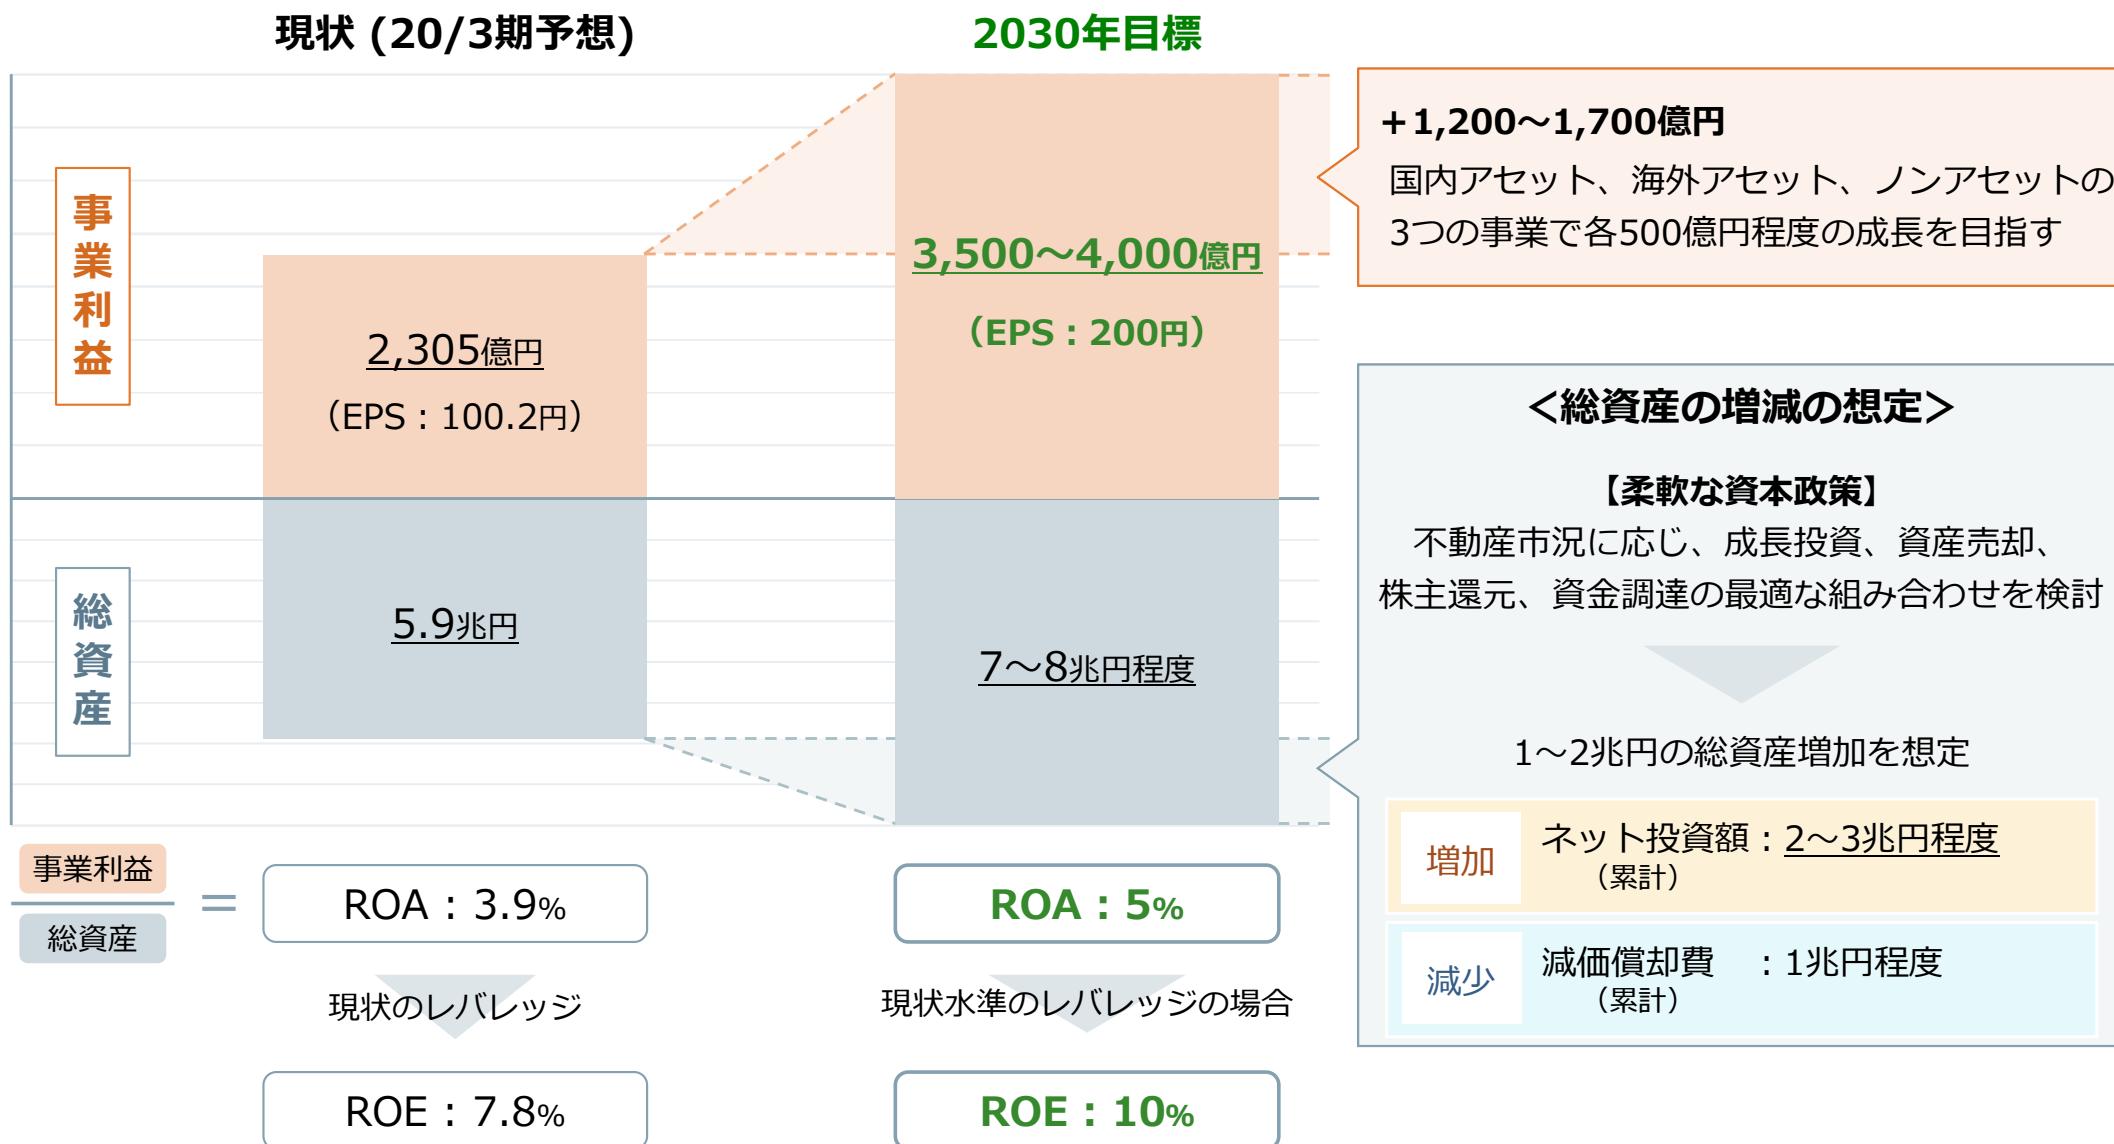 現状 (20/3期予想)
2030年目標
事業利益
2,305億円
（EPS：100.2円）
3,500～4,000億円
（EPS：200円）
+1,200～1,700億円
国内アセット、海外アセット、ノンアセットの
3つの事業で各500億円程度の成長を目指す
総資産
5.9兆円
7～8兆円程度
＜総資産の増減の想定＞
【柔軟な資本政策】
不動産市況に応じ、成長投資、資産売却、
株主還元、資金調達の最適な組み合わせを検討
1～2兆円の総資産増加を想定
増加
ネット投資額：2～3兆円程度
（累計）
減少
減価償却費　：1兆円程度
（累計）
事業利益
総資産
＝
ROA：3.9%
ROA：5%
現状のレバレッジ
現状水準のレバレッジの場合
ROE：7.8%
ROE：10%